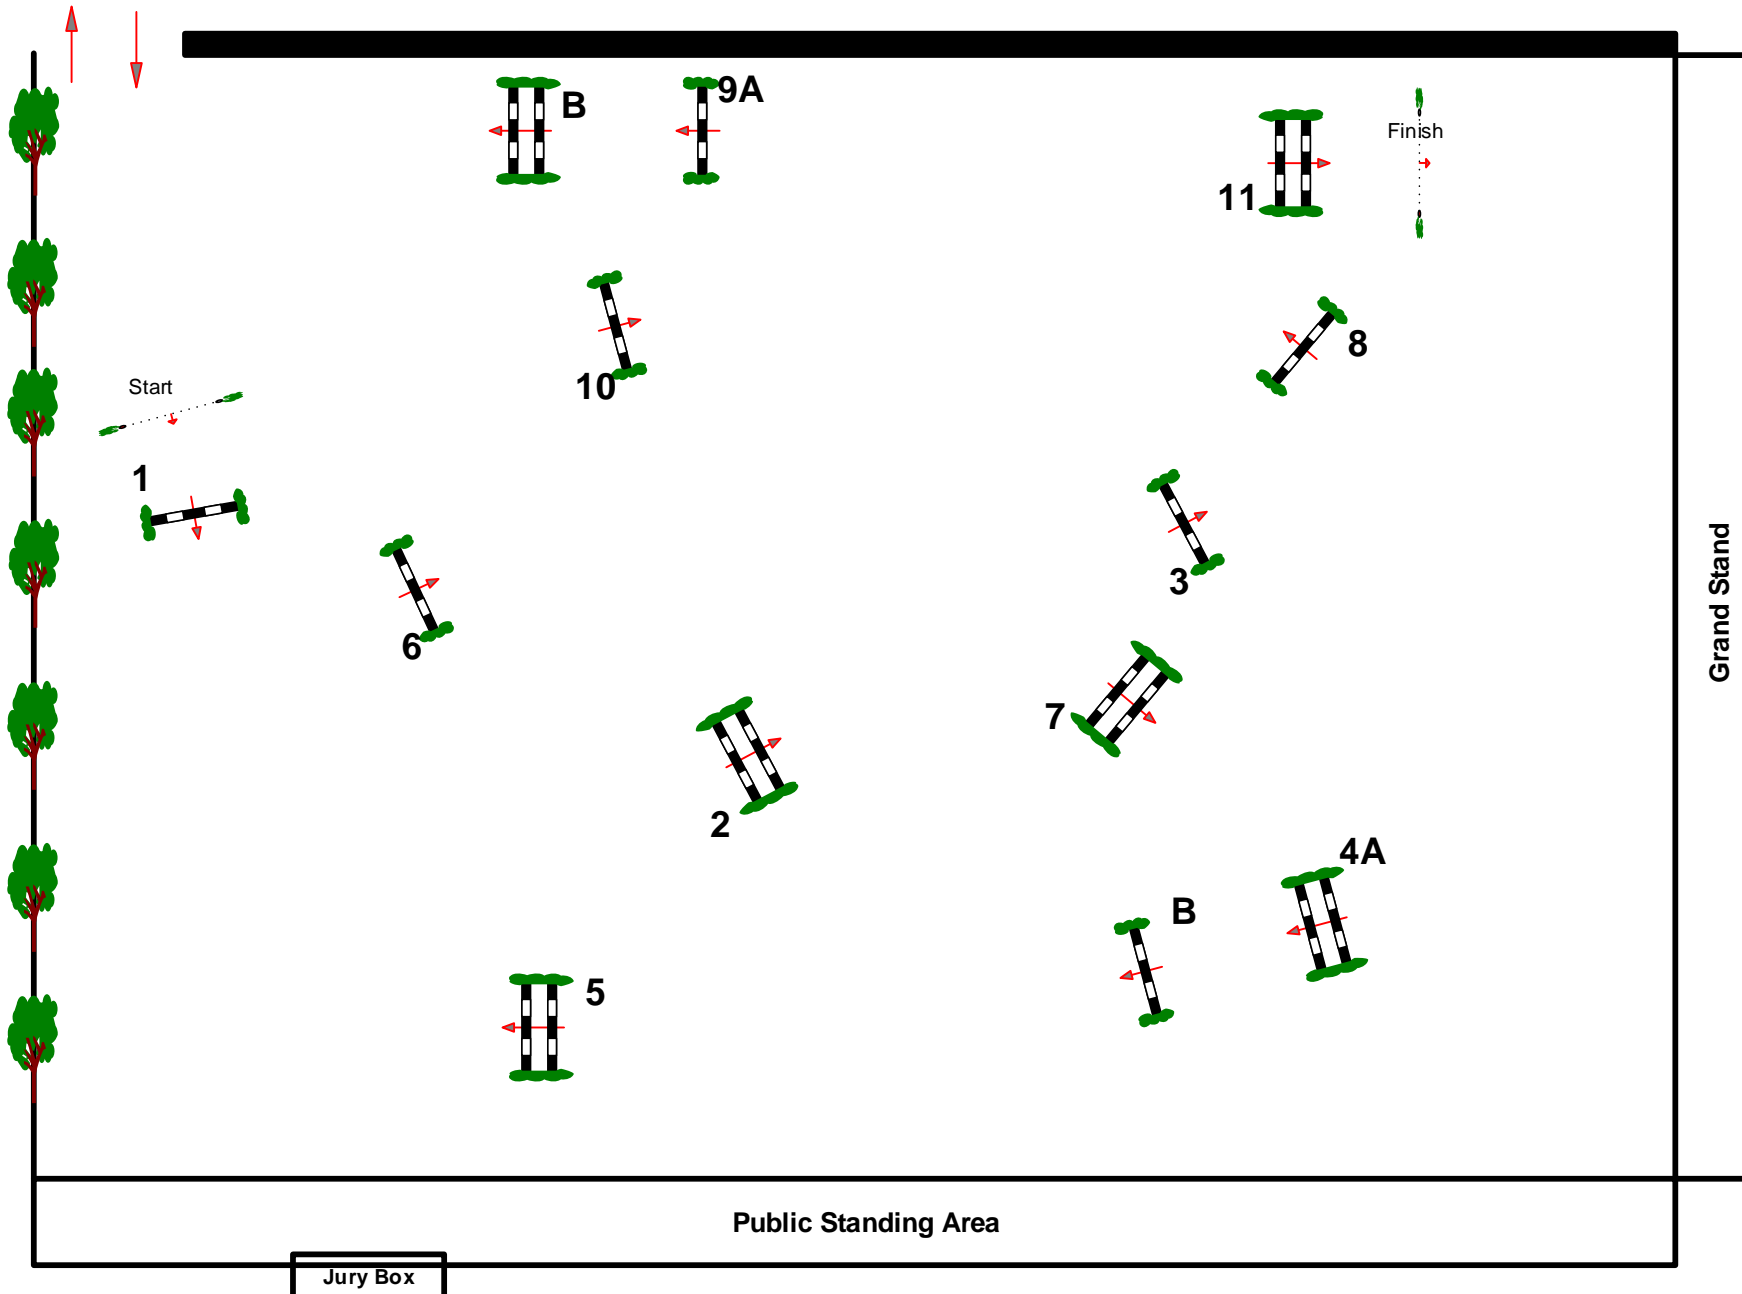 B
9A
Finish
11
8
10
Start
1
3
6
7
2
4A
B
5
Grand Stand
Public Standing Area
Jury Box